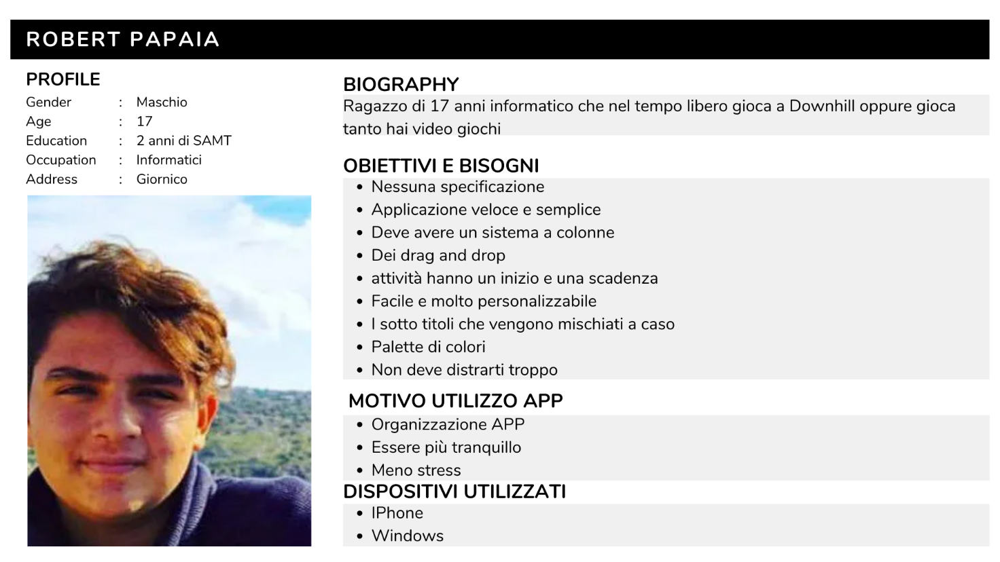 ROBERT PAPAIA
PROFILE
Gender : Maschio
Age : 17
Education : 2 anni di SAMT
Occupation : Informatici
Address : Giornico
BIOGRAPHY
Ragazzo di 17 anni informatico che nel tempo libero gioca a Downhill oppure gioca
tanto hai video giochi
OBIETTIVI E BISOGNI
• Nessuna specificazione
• Applicazione veloce e semplice
• Deve avere un sistema a colonne
• Dei drag and drop
• attività hanno un inizio e una scadenza
• Facile e molto personalizzabile
• I sotto titoli che vengono mischiati a caso
• Palette di colori
• Non deve distrarti troppo
MOTIVO UTILIZZO APP
• Organizzazione APP
• Essere più tranquillo
• Meno stress
DISPOSITIVI UTILIZZATI
• IPhone
• Windows